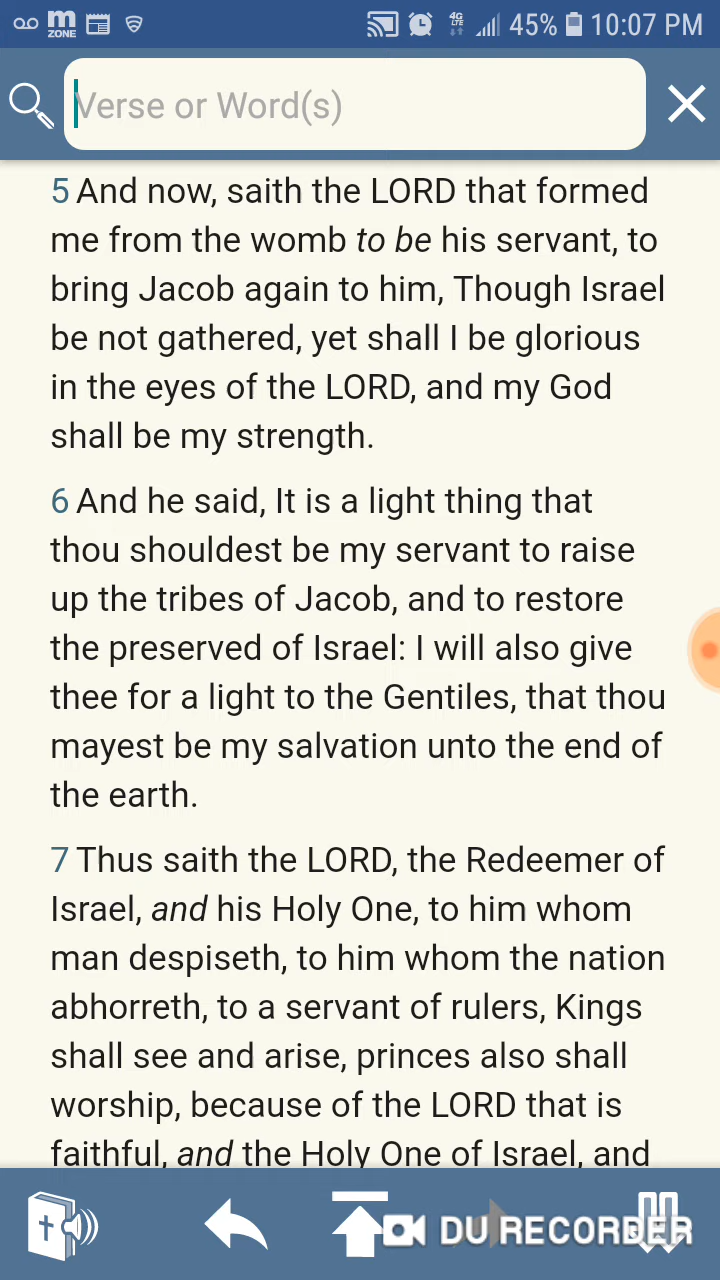 m
ZONE
4G
LTE
45%
10:07 PM
Verse or Word(s)
5 And now, saith the LORD that formed
me from the womb to be his servant, to
bring Jacob again to him, Though Israel
be not gathered, yet shall I be glorious
in the eyes of the LORD, and my God
shall be my strength.
6 And he said, It is a light thing that
thou shouldest be my servant to raise
up the tribes of Jacob, and to restore
the preserved of Israel: I will also give
thee for a light to the Gentiles, that thou
mayest be my salvation unto the end of
the earth.
7 Thus saith the LORD, the Redeemer of
Israel, and his Holy One, to him whom
man despiseth, to him whom the nation
abhorreth, to a servant of rulers, Kings
shall see and arise, princes also shall
worship, because of the LORD that is
faithful, and the Holy One of Israel, and
DU RECORDER